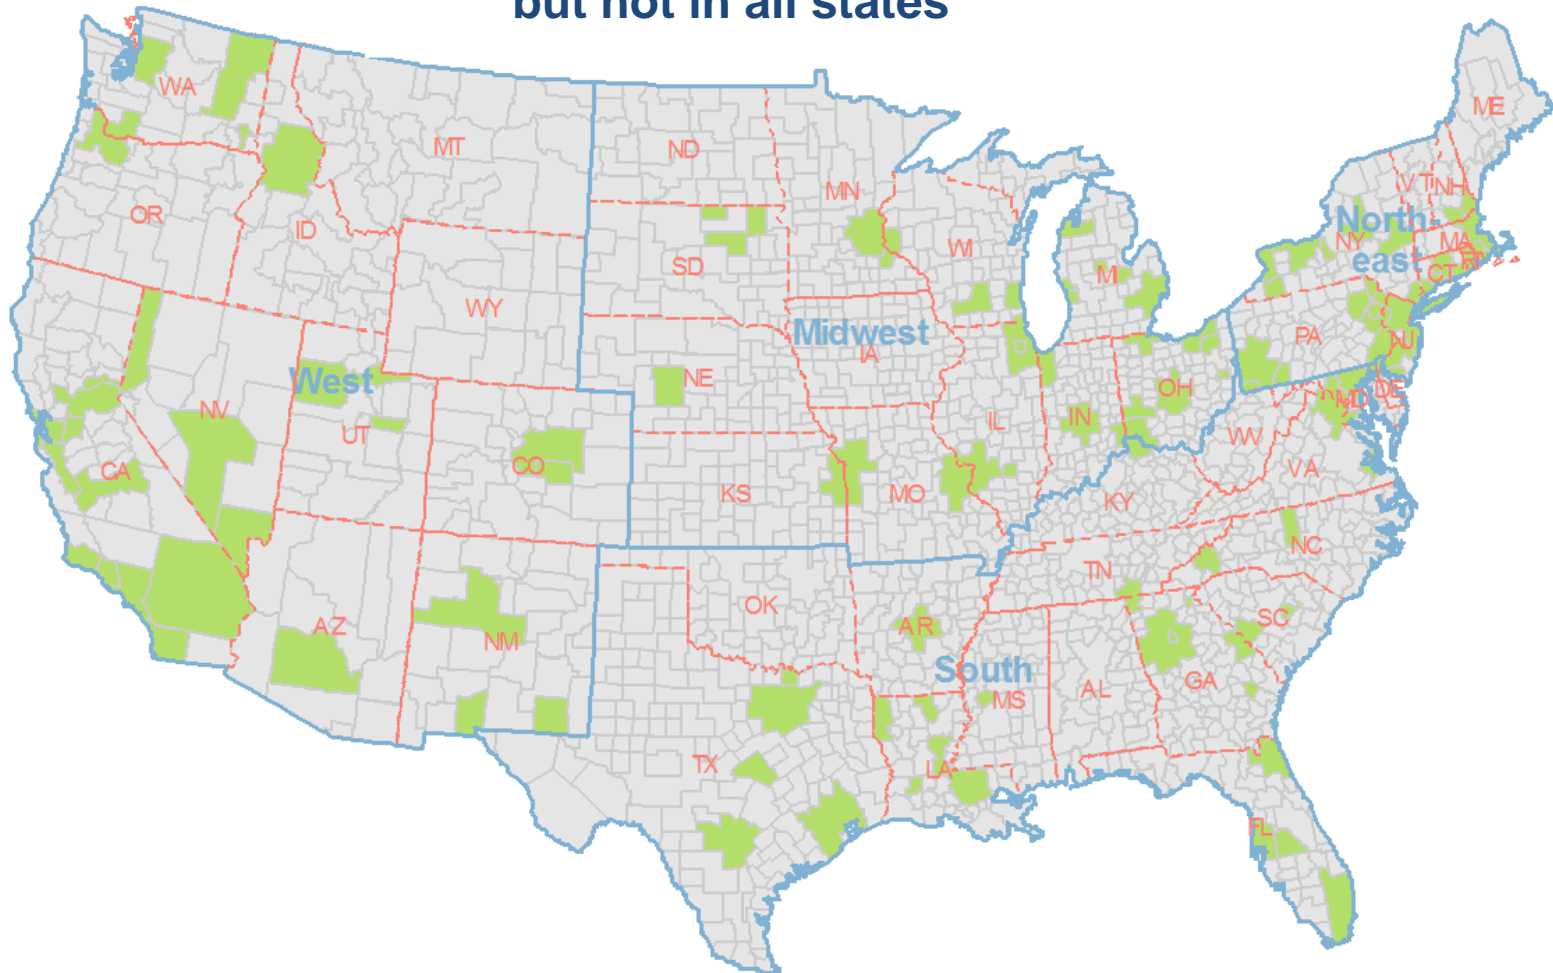 but not in all states
WA
ME
MT
ND
MN
VT
NH
OR
ID
WI
North-
east
NY
MA
CT
RI
SD
MI
WY
Midwest
IA
PA
NJ
West
NE
OH
DE
MD
NV
UT
IL
IN
WV
CA
CO
KS
MO
KY
VA
NC
TN
OK
AZ
NM
AR
SC
South
MS
AL
GA
TX
LA
FL